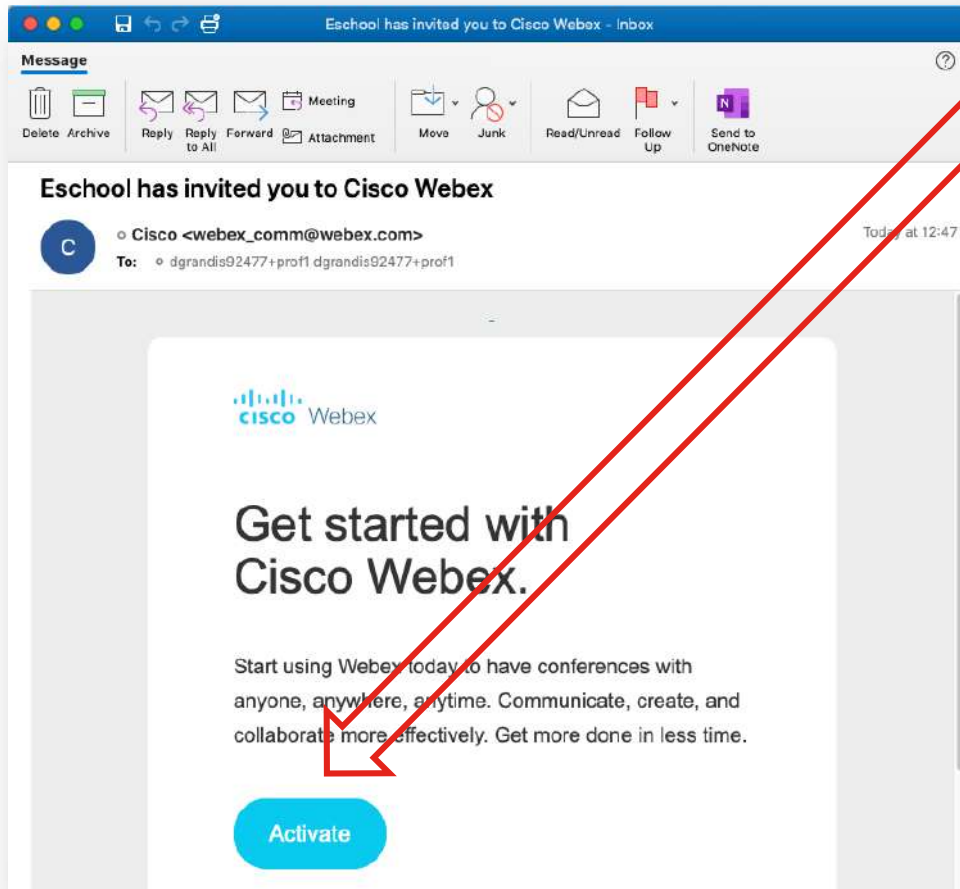 Eschool has invited you to Cisco Webex - Inbox
Message
?
Delete Archive Reply Reply to All Forward Meeting Attachment Move Junk Read/Unread Follow Up N Send to OneNote
Eschool has invited you to Cisco Webex
C
Cisco <webex_comm@webex.com>
Today at 12:47
To: dgrandis92477+prof1 dgrandis92477+prof1
CISCO Webex
Get started with
Cisco Webex.
Start using Webex today to have conferences with
anyone, anywhere, anytime. Communicate, create, and
collaborate more effectively. Get more done in less time.
Activate